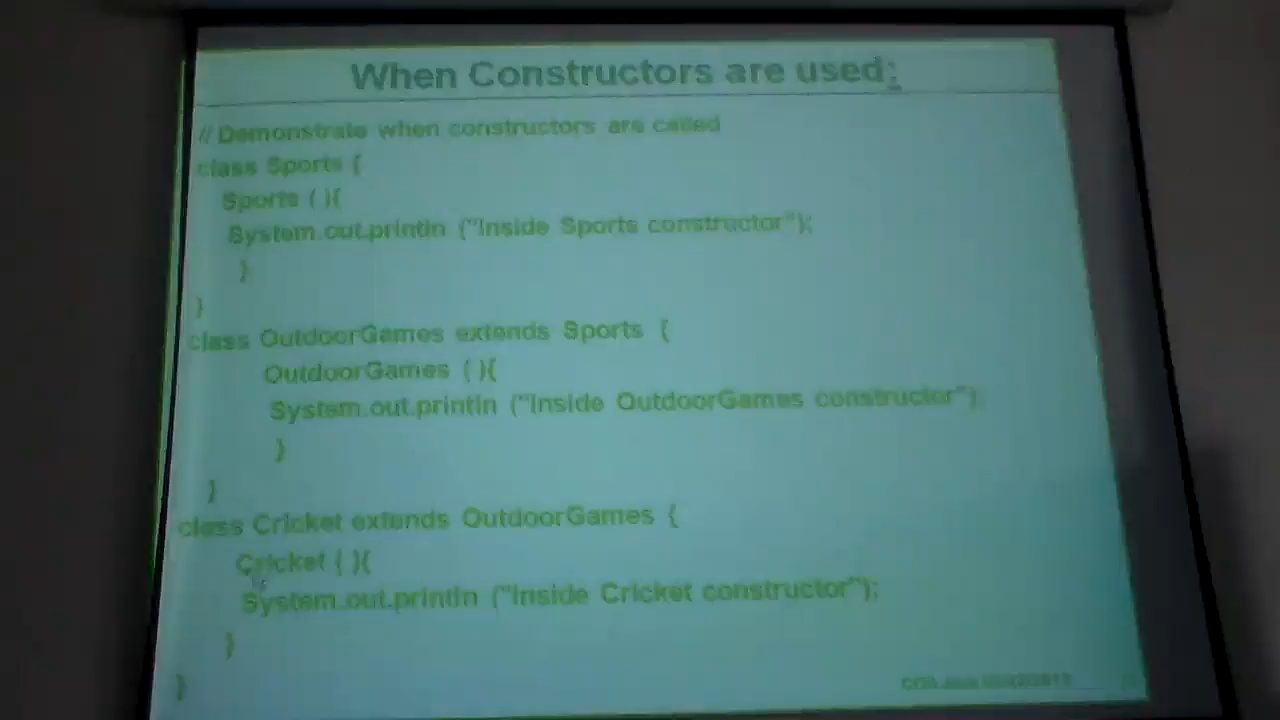 When Constructors are used:
// Demonstrate when constructors are called
class Sports {
Sports ( ){
System.out.println ("Inside Sports constructor");
}
}
class OutdoorGames extends Sports {
OutdoorGames ( ){
System.out.println ("Inside OutdoorGames constructor");
}
}
class Cricket extends OutdoorGames {
Cricket ( ){
System.out.println ("Inside Cricket constructor");
}
}